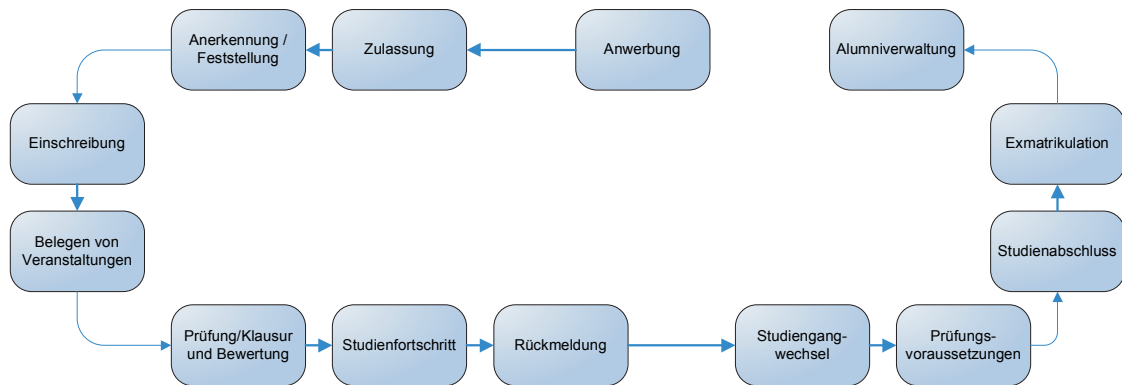 Anerkennung /
Feststellung
Zulassung
Anwerbung
Alumniverwaltung
Einschreibung
Exmatrikulation
Belegen von
Veranstaltungen
Studienabschluss
Prüfung/Klausur
und Bewertung
Studienfortschritt
Rückmeldung
Studiengang-
wechsel
Prüfungs-
voraussetzungen